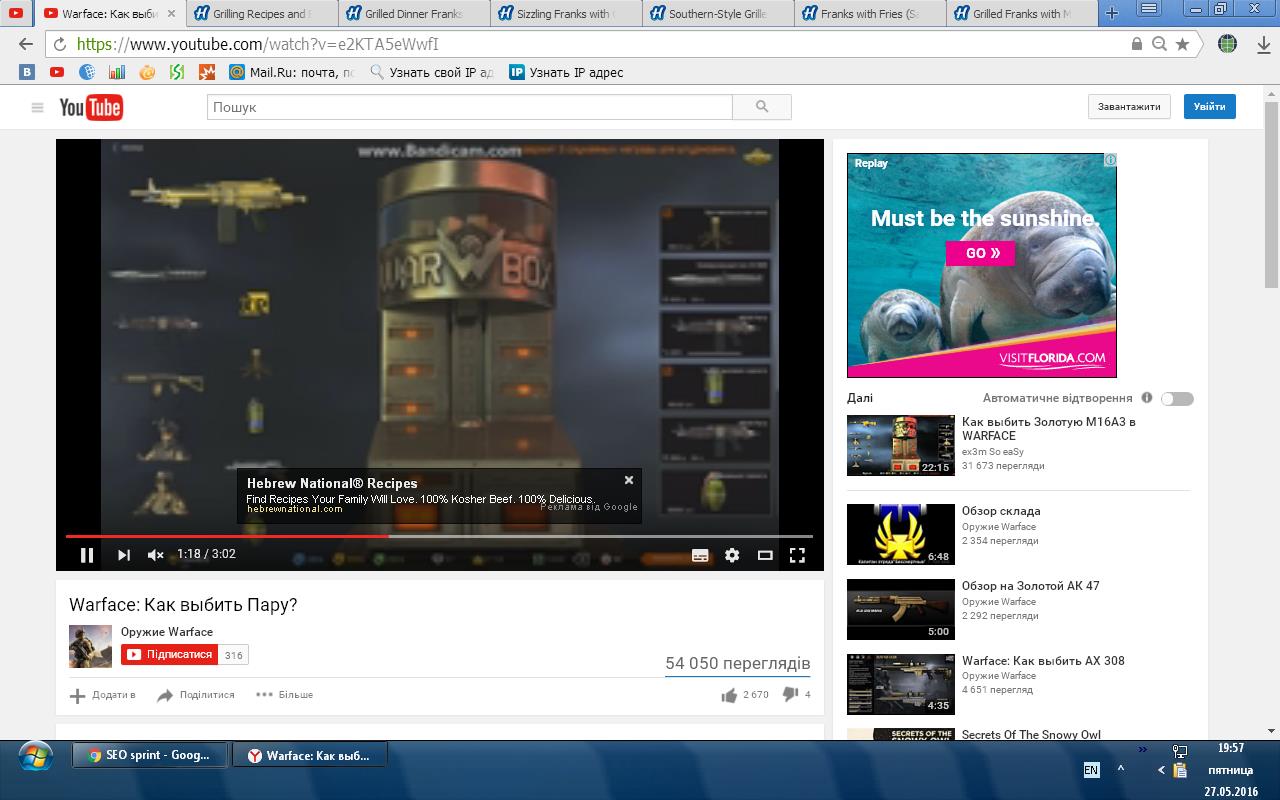 Warface: Как выби
Grilling Recipes and
Grilled Dinner Franks
Sizzling Franks with
Southern-Style Grille
Franks with Fries (Sa
Grilled Franks with M
https://www.youtube.com/watch?v=e2KTA5eWwfI
Mail.Ru: почта, по
Узнать свой IP ад
IP Узнать IP адрес
YouTube
Пошук
Завантажити
Увійти
www.Bandicam.com
WAR BOX
Hebrew National® Recipes
Find Recipes Your Family Will Love. 100% Kosher Beef. 100% Delicious.
hebrewnational.com
Реклама від Google
1:18 / 3:02
Warface: Как выбить Пару?
Оружие Warface
Підписатися 316
54 050 переглядів
Додати в
Поділитися
Більше
2 670
4
Replay
Must be the sunshine.
GO »
VISITFLORIDA.COM
Далі
Автоматичне відтворення
Как выбить Золотую М16А3 в
WARFACE
ex3m So eaSy
31 673 перегляди
22:15
Обзор склада
Оружие Warface
2 354 перегляди
6:48
Обзор на Золотой АК 47
Оружие Warface
2 292 перегляди
5:00
Warface: Как выбить АХ 308
Оружие Warface
4 651 перегляд
4:35
SECRETS OF THE
Secrets Of The Snowy Owl
SEO sprint - Goog...
Warface: Как выб...
EN
19:57
пятница
27.05.2016